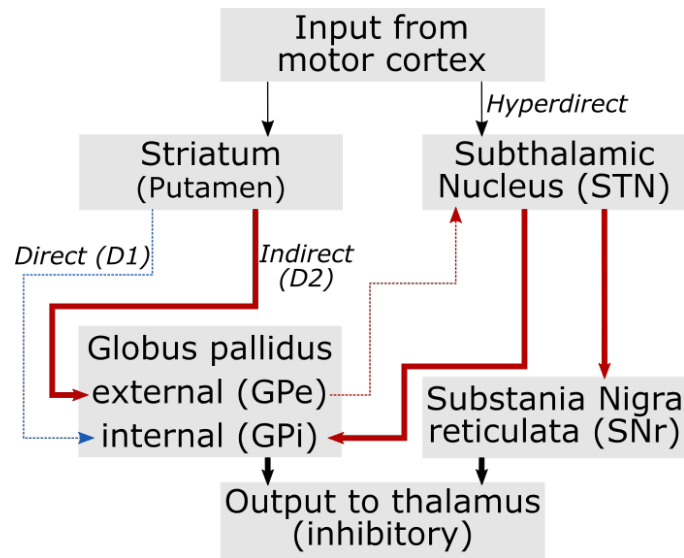 Input from
motor cortex
Hyperdirect
Striatum
(Putamen)
Subthalamic
Nucleus (STN)
Direct (D1)
Indirect
(D2)
Globus pallidus
external (GPe)
internal (GPi)
Substania Nigra
reticulata (SNr)
Output to thalamus
(inhibitory)